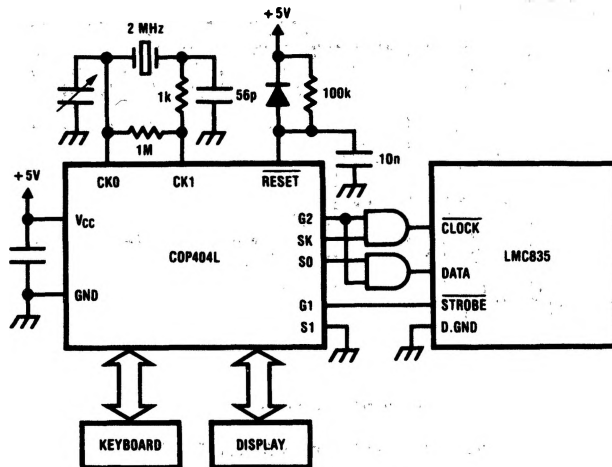 +5V
2 MHz
1k
56p
100k
1M
10n
+5V
CK0
CK1
RESET
VCC
G2
SK
CLOCK
COP404L
LMC835
S0
DATA
GND
G1
STROBE
S1
D.GND
KEYBOARD
DISPLAY